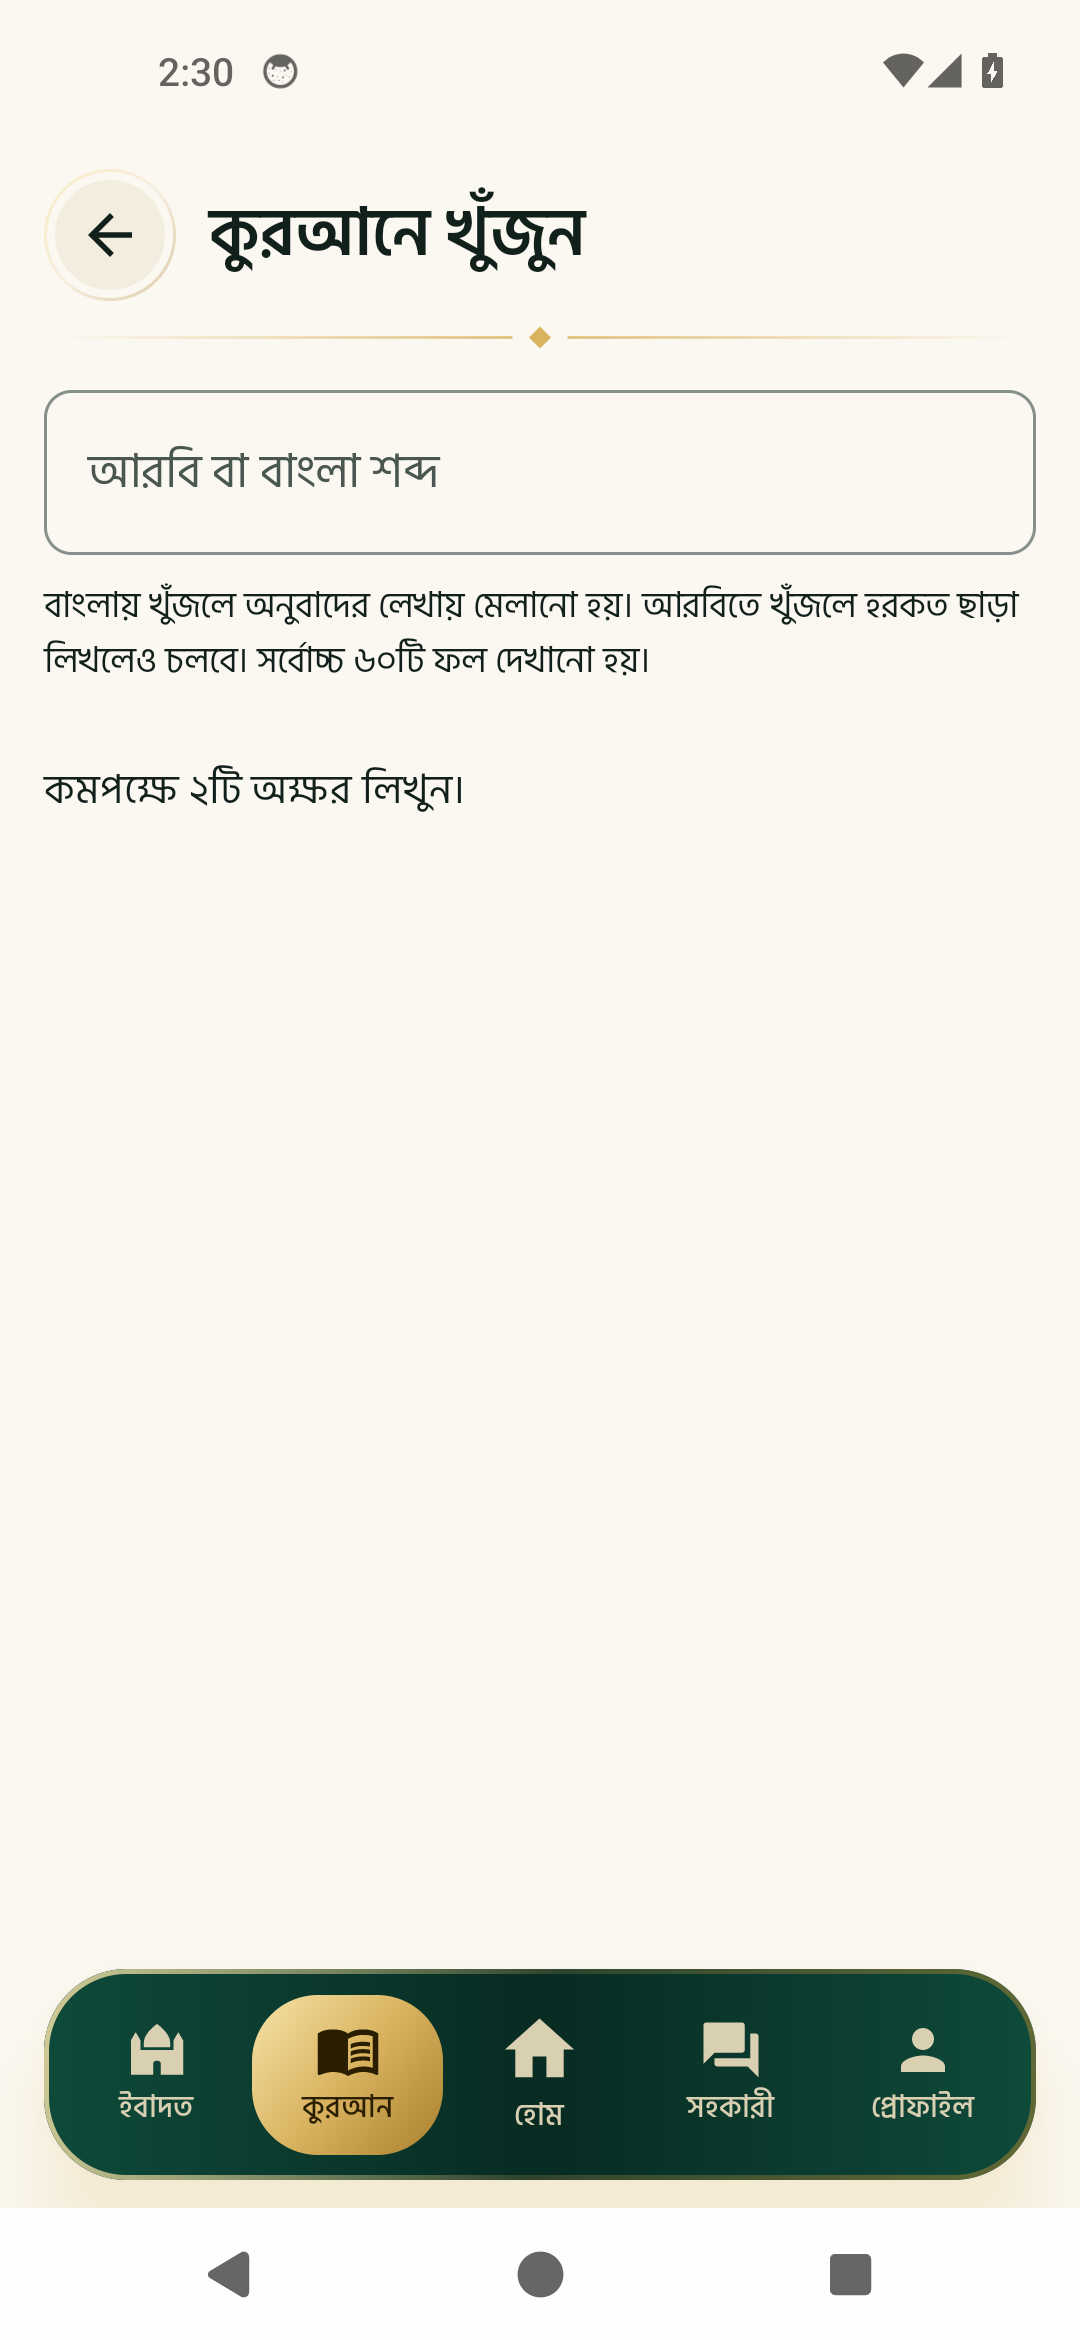 2:30
কুরআনে খুঁজুন
আরবি বা বাংলা শব্দ
বাংলায় খুঁজলে অনুবাদের লেখায় মেলানো হয়। আরবিতে খুঁজলে হরকত ছাড়া
লিখলেও চলবে। সর্বোচ্চ ৬০টি ফল দেখানো হয়।
কমপক্ষে ২টি অক্ষর লিখুন।
ইবাদত
কুরআন
হোম
সহকারী
প্রোফাইল